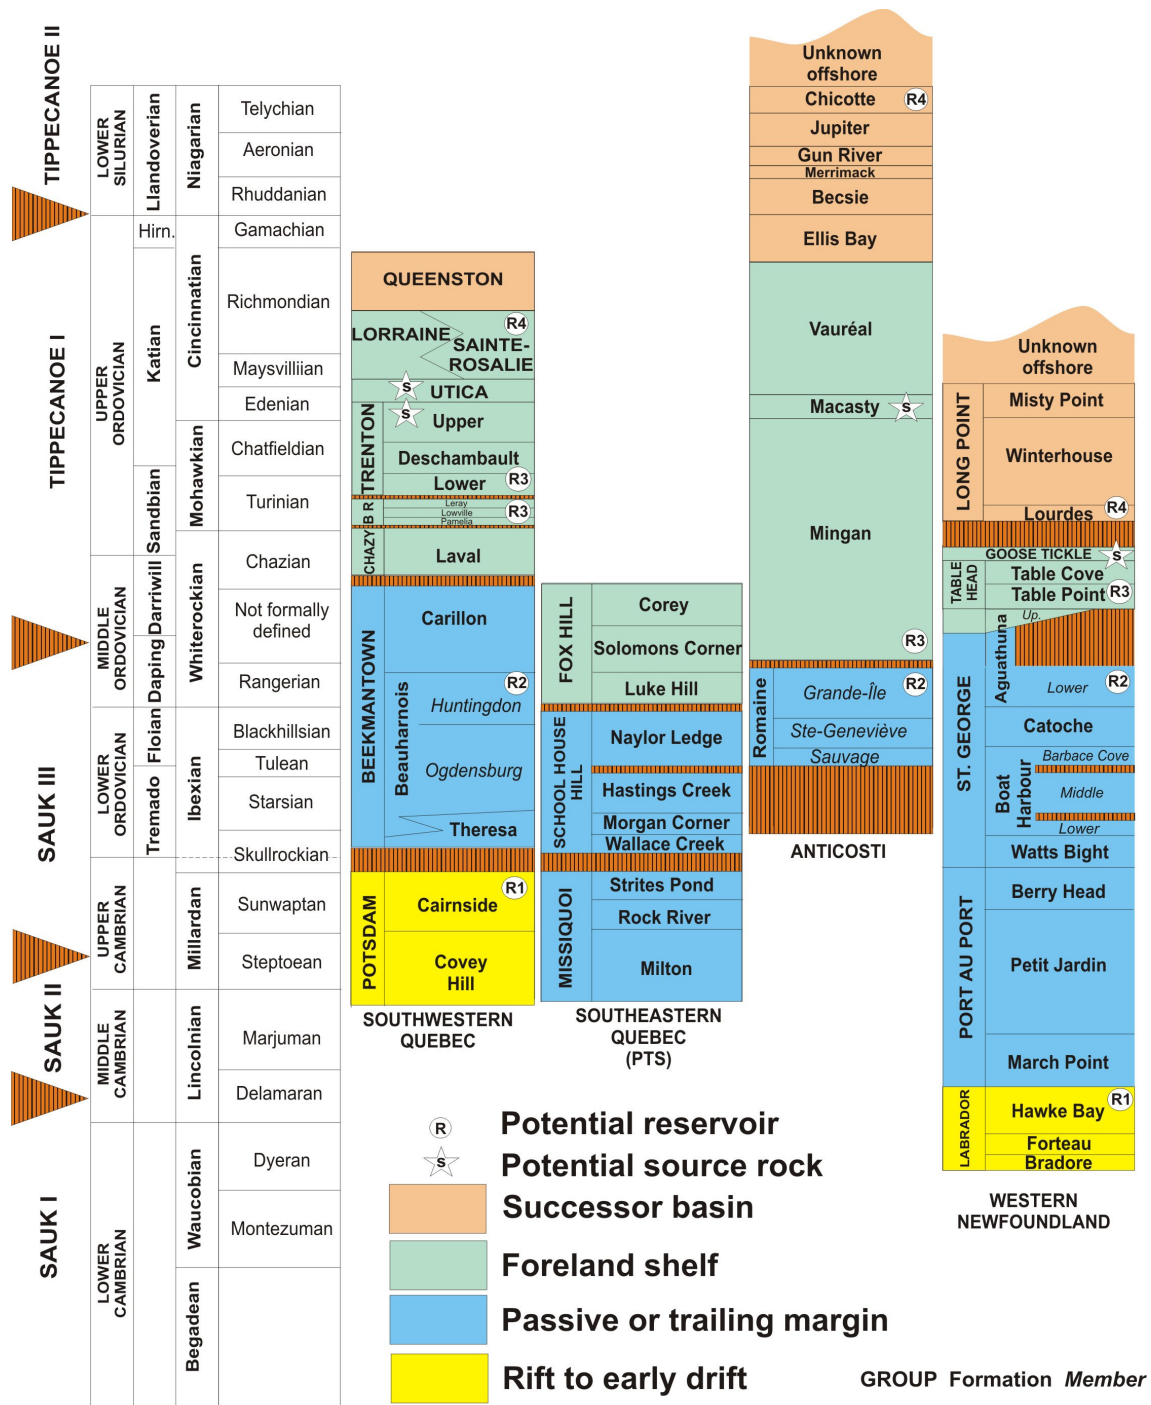 TIPPECANOE II
TIPPECANOE I
SAUK III
SAUK II
SAUK I
LOWER
SILURIAN
UPPER
ORDOVICIAN
MIDDLE
ORDOVICIAN
LOWER
ORDOVICIAN
UPPER
CAMBRIAN
MIDDLE
CAMBRIAN
LOWER
CAMBRIAN
Llandoverian
Hirn.
Katian
Sandbian
Darriwill
Daping
Floian
Tremado
Niagarian
Cincinnatian
Mohawkian
Whiterockian
Ibexian
Millardan
Lincolnian
Waucobian
Begadean
Telychian
Aeronian
Rhuddanian
Gamachian
Richmondian
Maysvilliian
Edenian
Chatfieldian
Turinian
Chazian
Not formally
defined
Rangerian
Blackhillsian
Tulean
Starsian
Skullrockian
Sunwaptan
Steptoean
Marjuman
Delamaran
Dyeran
Montezuman
QUEENSTON
R4
LORRAINE
SAINTE-
ROSALIE
S
UTICA
S
TRENTON
Upper
Deschambault
Lower
R3
B R
Leray
Lowville
Pamelia
R3
CHAZY
Laval
BEEKMANTOWN
Carillon
Beauharnois
R2
Huntingdon
Ogdensburg
Theresa
POTSDAM
R1
Cairnside
Covey
Hill
SOUTHWESTERN
QUEBEC
FOX HILL
Corey
Solomons Corner
Luke Hill
SCHOOL HOUSE
HILL
Naylor Ledge
Hastings Creek
Morgan Corner
Wallace Creek
MISSIQUOI
Strites Pond
Rock River
Milton
SOUTHEASTERN
QUEBEC
(PTS)
Unknown
offshore
Chicotte
R4
Jupiter
Gun River
Merrimack
Becsie
Ellis Bay
Vauréal
Macasty
S
Mingan
R3
Romaine
Grande-Île
R2
Ste-Geneviève
Sauvage
ANTICOSTI
Unknown
offshore
LONG POINT
Misty Point
Winterhouse
Lourdes
R4
GOOSE TICKLE
S
TABLE
HEAD
Table Cove
Table Point
R3
ST. GEORGE
Aguathuna
Up.
Lower
R2
Catoche
Boat
Harbour
Barbace Cove
Middle
Lower
Watts Bight
PORT AU PORT
Berry Head
Petit Jardin
March Point
LABRADOR
Hawke Bay
R1
Forteau
Bradore
WESTERN
NEWFOUNDLAND
R
Potential reservoir
S
Potential source rock
Successor basin
Foreland shelf
Passive or trailing margin
Rift to early drift
GROUP Formation Member